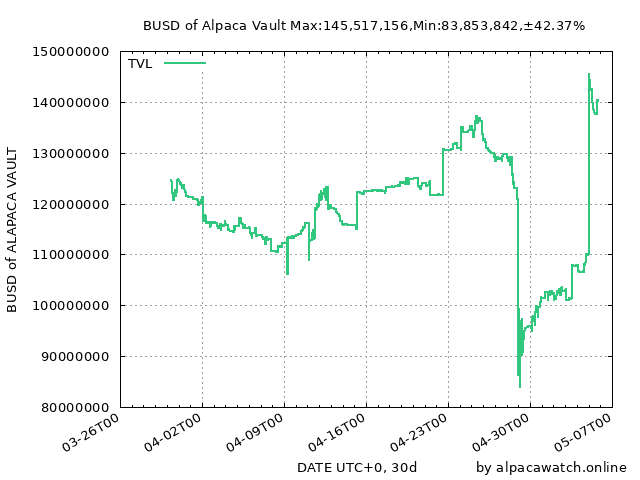 BUSD of Alpaca Vault Max:145,517,156,Min:83,853,842,±42.37%
TVL
150000000
140000000
130000000
120000000
110000000
100000000
90000000
80000000
BUSD of ALAPACA VAULT
03-26T00
04-02T00
04-09T00
04-16T00
04-23T00
04-30T00
05-07T00
DATE UTC+0, 30d
by alpacawatch.online